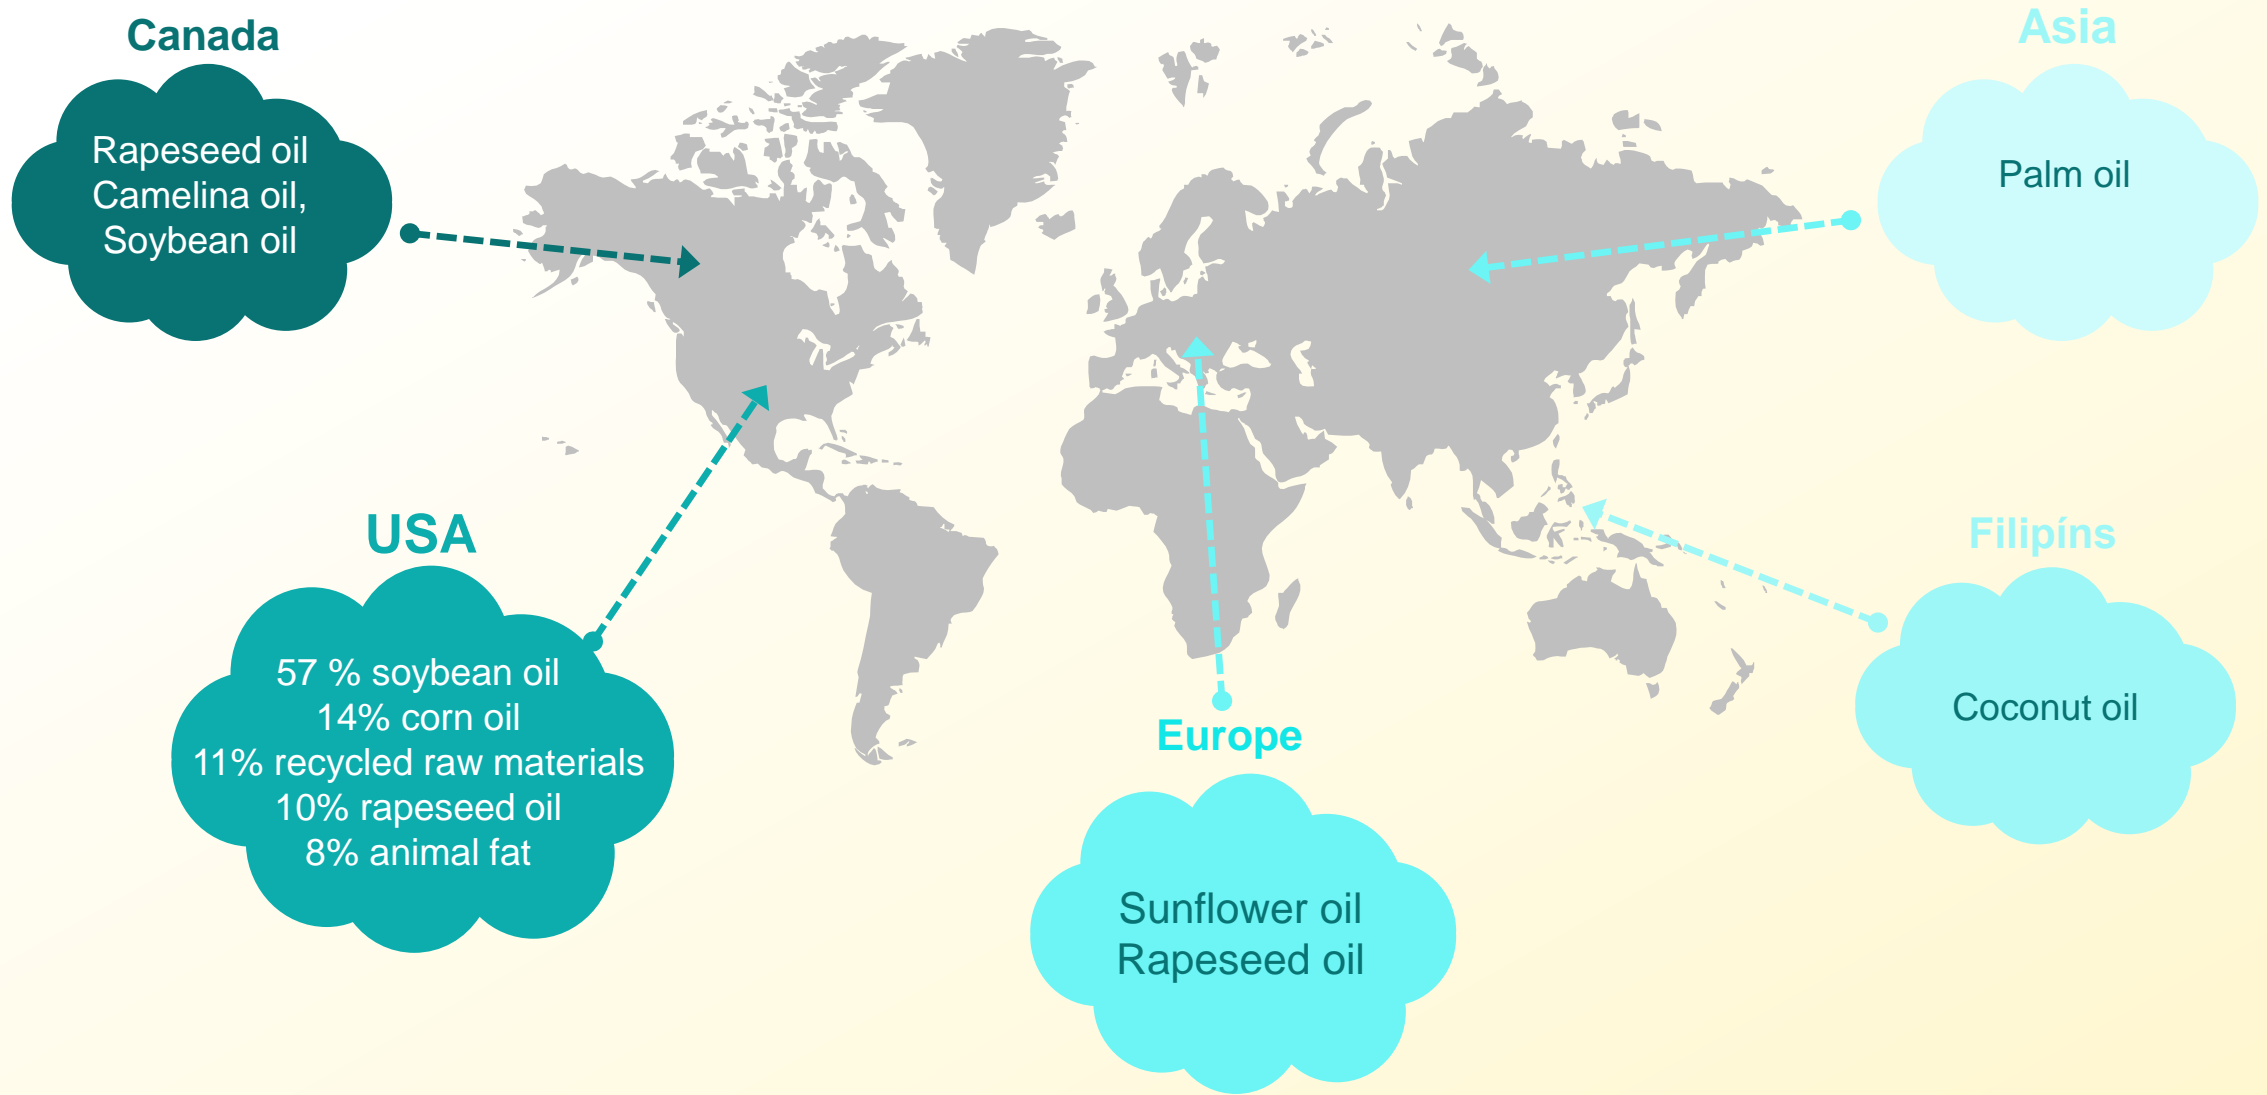 Canada
Rapeseed oil
Camelina oil,
Soybean oil
Asia
Palm oil
USA
57 % soybean oil
14% corn oil
11% recycled raw materials
10% rapeseed oil
8% animal fat
Europe
Sunflower oil
Rapeseed oil
Filipíns
Coconut oil